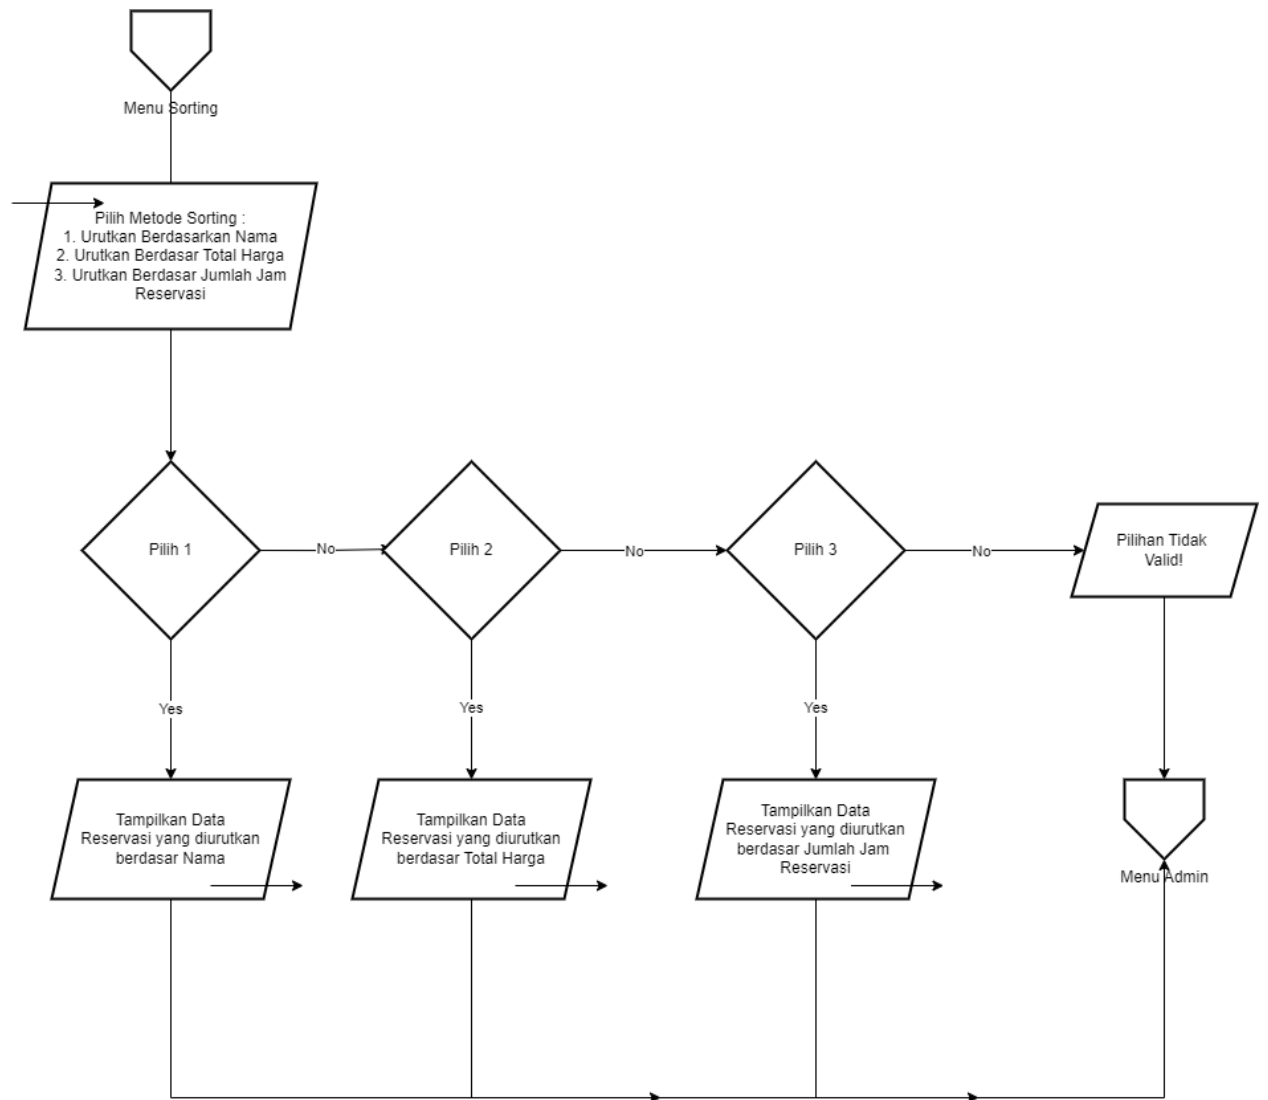 Menu Sorting
Pilih Metode Sorting :
1. Urutkan Berdasarkan Nama
2. Urutkan Berdasar Total Harga
3. Urutkan Berdasar Jumlah Jam
Reservasi
Pilih 1
No
Pilih 2
No
Pilih 3
No
Pilihan Tidak
Valid!
Yes
Yes
Yes
Tampilkan Data
Reservasi yang diurutkan
berdasar Nama
Tampilkan Data
Reservasi yang diurutkan
berdasar Total Harga
Tampilkan Data
Reservasi yang diurutkan
berdasar Jumlah Jam
Reservasi
Menu Admin